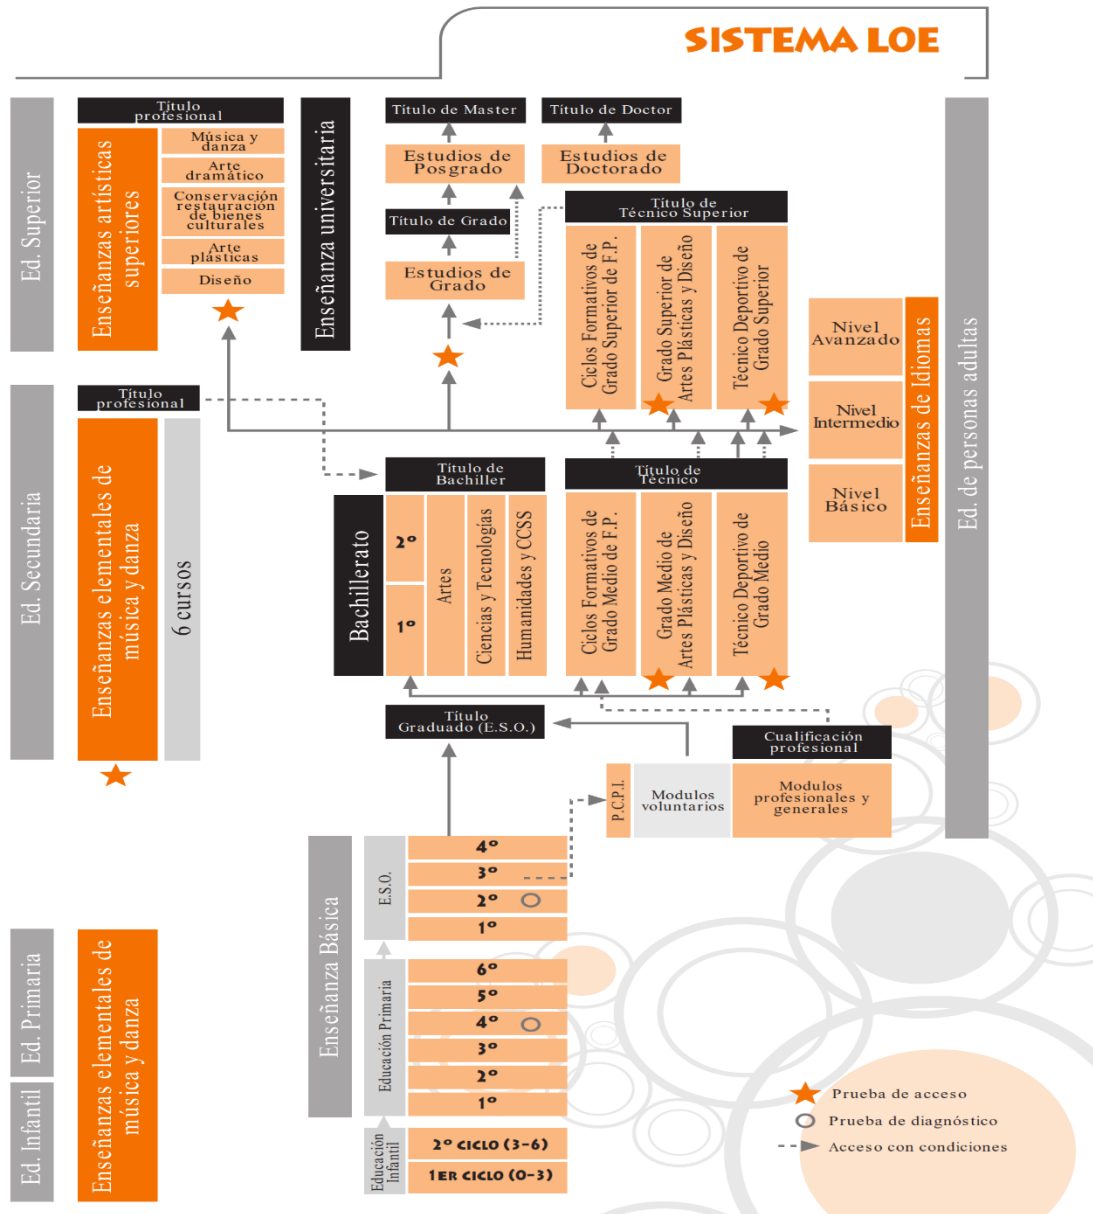 SISTEMA LOE
Ed. Superior
Título
profesional
Enseñanzas artísticas
superiores
Música y
danza
Arte
dramático
Conservación
restauración
de bienes
culturales
Arte
plásticas
Diseño
Enseñanza universitaria
Título de Master
Título de Doctor
Estudios de
Posgrado
Estudios de
Doctorado
Título de Grado
Estudios de
Grado
Título de
Técnico Superior
Ciclos Formativos de
Grado Superior de F.P.
Grado Superior de
Artes Plásticas y Diseño
Técnico Deportivo de
Grado Superior
Nivel
Avanzado
Nivel
Intermedio
Nivel
Básico
Enseñanzas de Idiomas
Ed. de personas adultas
Ed. Secundaria
Título
profesional
Enseñanzas elementales de
música y danza
6 cursos
Título de
Bachiller
Bachillerato
2º
1º
Artes
Ciencias y Tecnologías
Humanidades y CCSS
Título de
Técnico
Ciclos Formativos de
Grado Medio de F.P.
Grado Medio de
Artes Plásticas y Diseño
Técnico Deportivo de
Grado Medio
Título
Graduado (E.S.O.)
Cualificación
profesional
P.C.P.I.
Modulos
voluntarios
Modulos
profesionales y
generales
Enseñanza Básica
E.S.O.
4º
3º
2º
1º
Ed. Primaria
Ed. Infantil
Enseñanzas elementales de
música y danza
Educación Primaria
6º
5º
4º
3º
2º
1º
Educación
Infantil
2º CICLO (3-6)
1ER CICLO (0-3)
Prueba de acceso
Prueba de diagnóstico
Acceso con condiciones